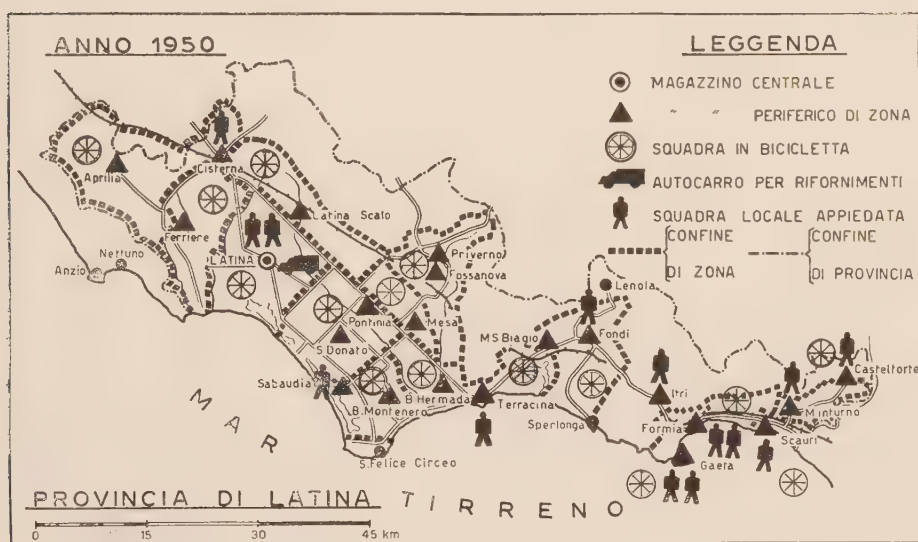 ANNO 1950
LEGGENDA
MAGAZZINO CENTRALE
" " PERIFERICO DI ZONA
SQUADRA IN BICICLETTA
AUTOCARRO PER RIFORNIMENTI
SQUADRA LOCALE APPIEDATA
CONFINE DI ZONA
CONFINE DI PROVINCIA
Aprilia
Cisterna
Latina Scalo
Ferriere
Nettuno
Anzio
LATINA
Priverno
Fossanova
Lenola
Pontinia
Mesa
S. Donato
M.S.Biagio
Fondi
Sabaudia
B. Montenero
B. Hermada
Terracina
Sperlonga
Itri
Castelforte
Minturno
Formia
Scauri
Gaeta
S. Felice Circeo
MAR TIRRENO
PROVINCIA DI LATINA
0 15 30 45 km